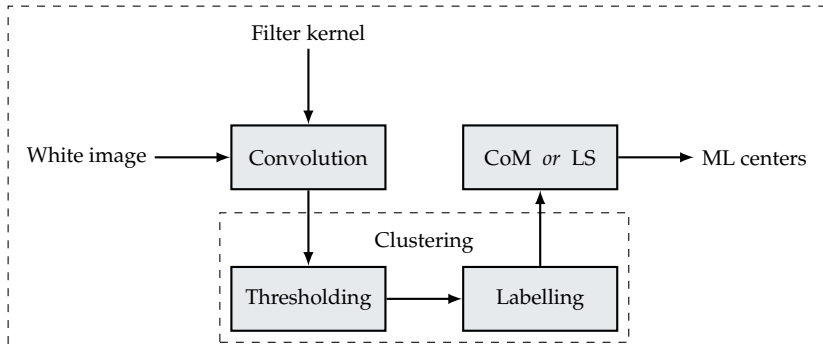 Filter kernel
White image
Convolution
CoM or LS
ML centers
Clustering
Thresholding
Labelling